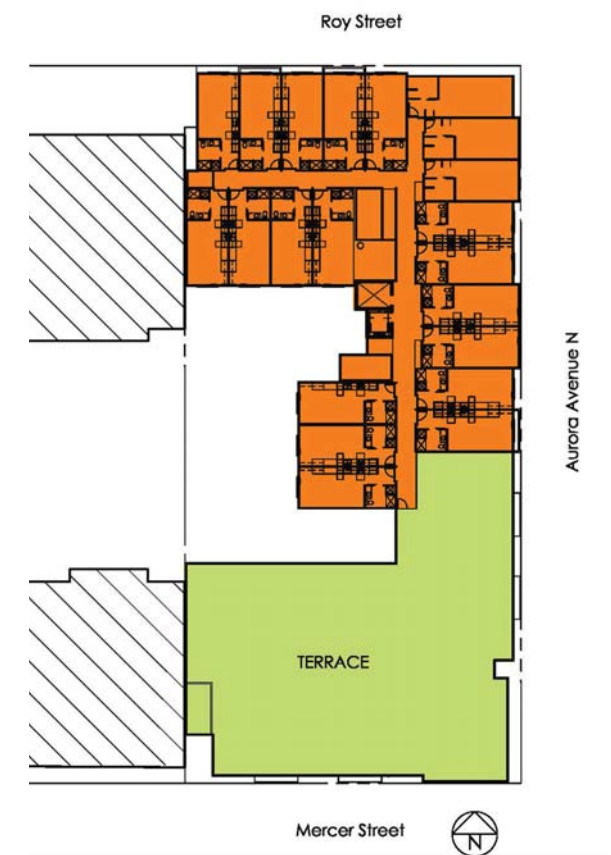 Roy Street
Aurora Avenue N
TERRACE
Mercer Street
N